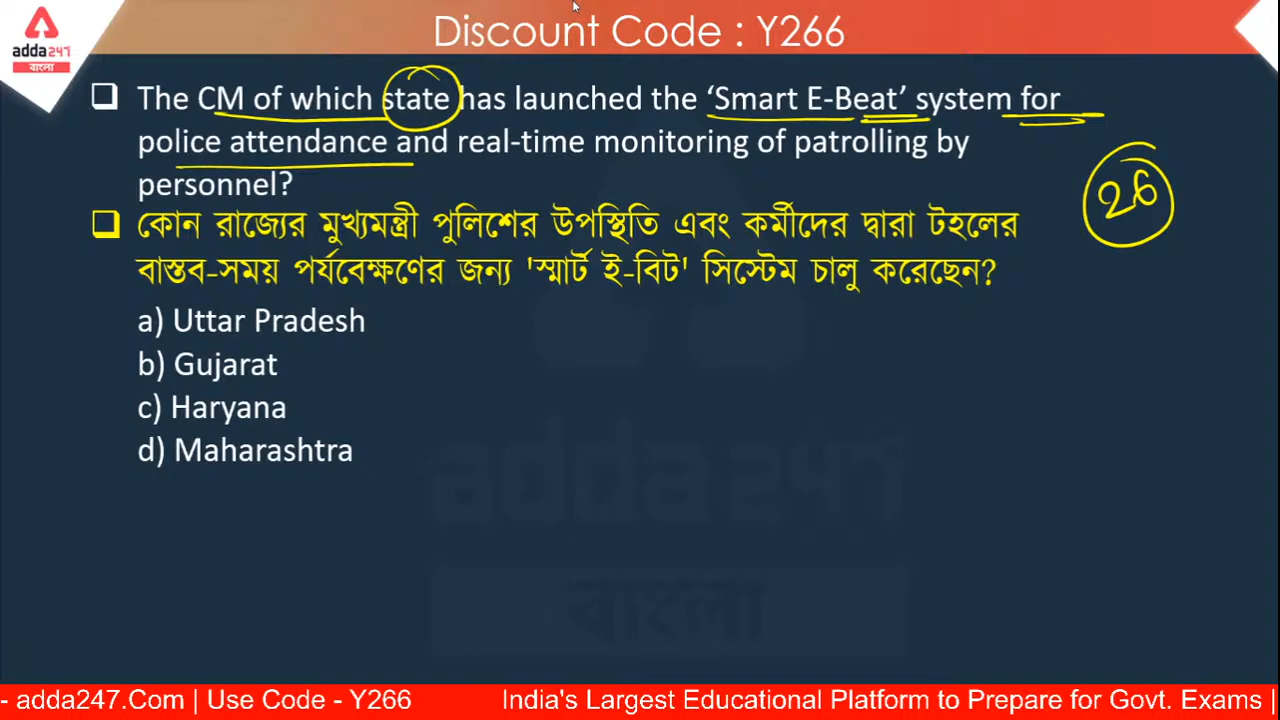 Discount Code : Y266
adda247
বাংলা
The CM of which state has launched the ‘Smart E-Beat’ system for
police attendance and real-time monitoring of patrolling by
personnel?
26
কোন রাজ্যের মুখ্যমন্ত্রী পুলিশের উপস্থিতি এবং কর্মীদের দ্বারা টহলের
বাস্তব-সময় পর্যবেক্ষণের জন্য 'স্মার্ট ই-বিট' সিস্টেম চালু করেছেন?
a) Uttar Pradesh
b) Gujarat
c) Haryana
d) Maharashtra
adda247
বাংলা
- adda247.Com | Use Code - Y266 India's Largest Educational Platform to Prepare for Govt. Exams |